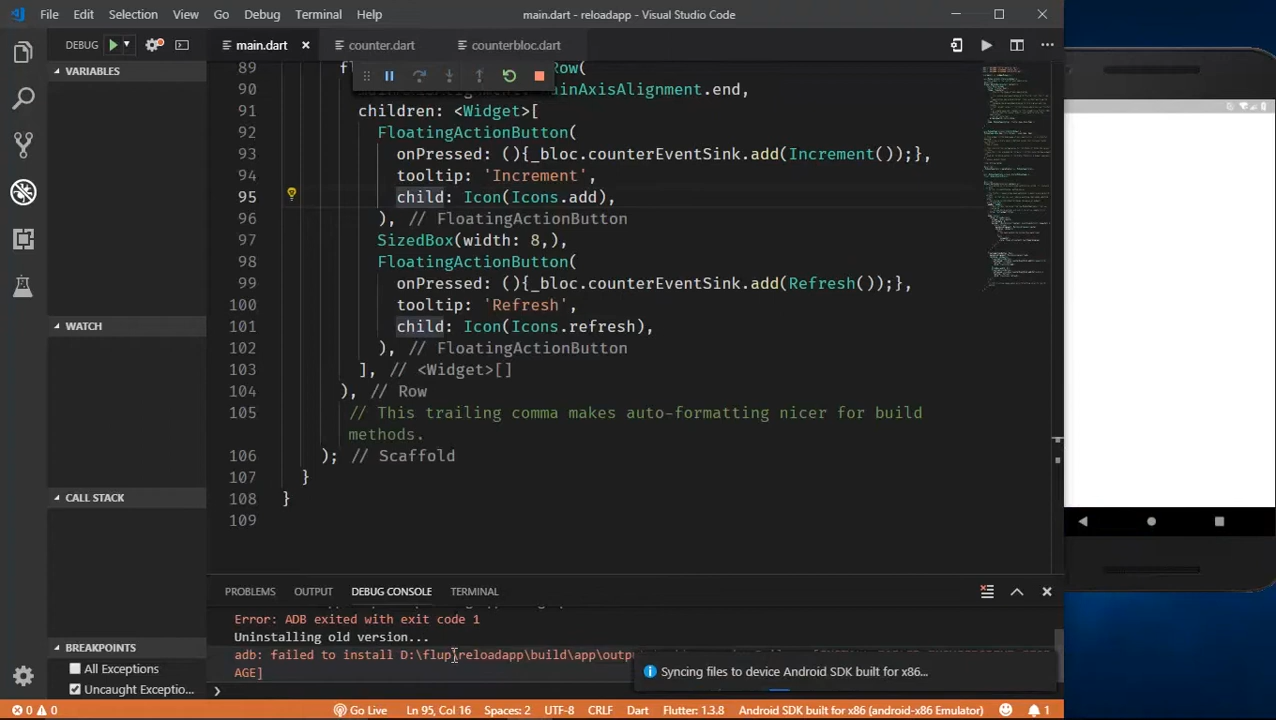 File Edit Selection View Go Debug Terminal Help
main.dart - reloadapp - Visual Studio Code
DEBUG
main.dart
counter.dart
counterbloc.dart
VARIABLES
WATCH
CALL STACK
BREAKPOINTS
All Exceptions
Uncaught Exceptio...
89
Row(
90 ainAxisAlignment.end,
91 children: <Widget>[
92 FloatingActionButton(
93 onPressed: (){_bloc.counterEventSink.add(Increment());},
94 tooltip: 'Increment',
95 child: Icon(Icons.add),
96 ), // FloatingActionButton
97 SizedBox(width: 8,),
98 FloatingActionButton(
99 onPressed: (){_bloc.counterEventSink.add(Refresh());},
100 tooltip: 'Refresh',
101 child: Icon(Icons.refresh),
102 ), // FloatingActionButton
103 ], // <Widget>[]
104 ), // Row
105 // This trailing comma makes auto-formatting nicer for build
methods.
106 ); // Scaffold
107 }
108 }
109
PROBLEMS OUTPUT DEBUG CONSOLE TERMINAL
Error: ADB exited with exit code 1
Uninstalling old version...
adb: failed to install D:\flup\reloadapp\build\app\outpu
AGE]
Syncing files to device Android SDK built for x86...
0 0 Go Live Ln 95, Col 16 Spaces: 2 UTF-8 CRLF Dart Flutter: 1.3.8 Android SDK built for x86 (android-x86 Emulator) 1